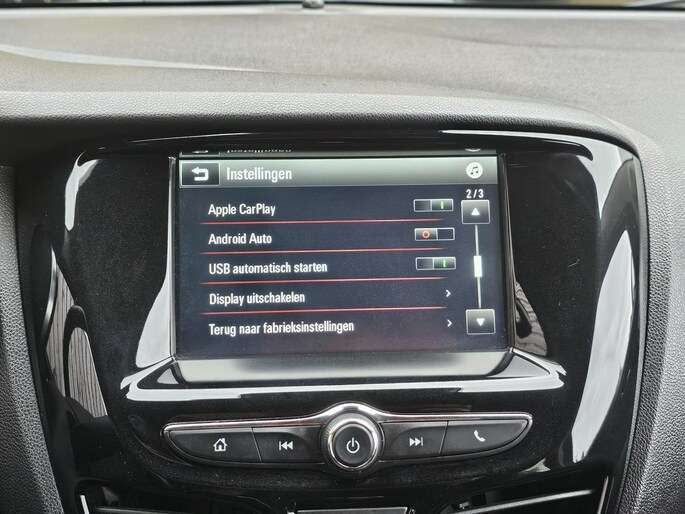 Instellingen
2/3
Apple CarPlay
Android Auto
USB automatisch starten
Display uitschakelen
Terug naar fabrieksinstellingen